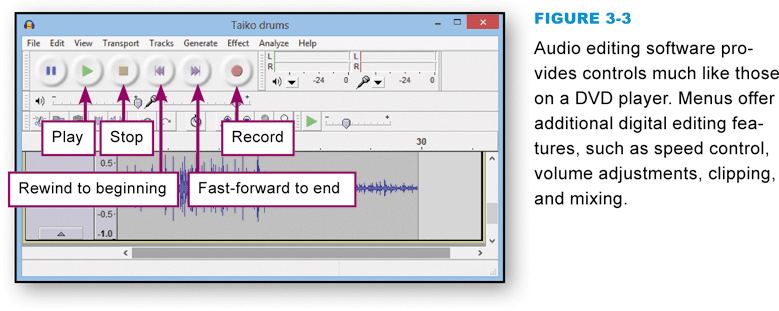 Taiko drums
File Edit View Transport Tracks Generate Effect Analyze Help
L
R
-24 0
L
R
-24 0
- +
- +
Play
Stop
Record
30
Rewind to beginning
Fast-forward to end
0.5-
-0.5-
-1.0
FIGURE 3-3
Audio editing software pro-
vides controls much like those
on a DVD player. Menus offer
additional digital editing fea-
tures, such as speed control,
volume adjustments, clipping,
and mixing.